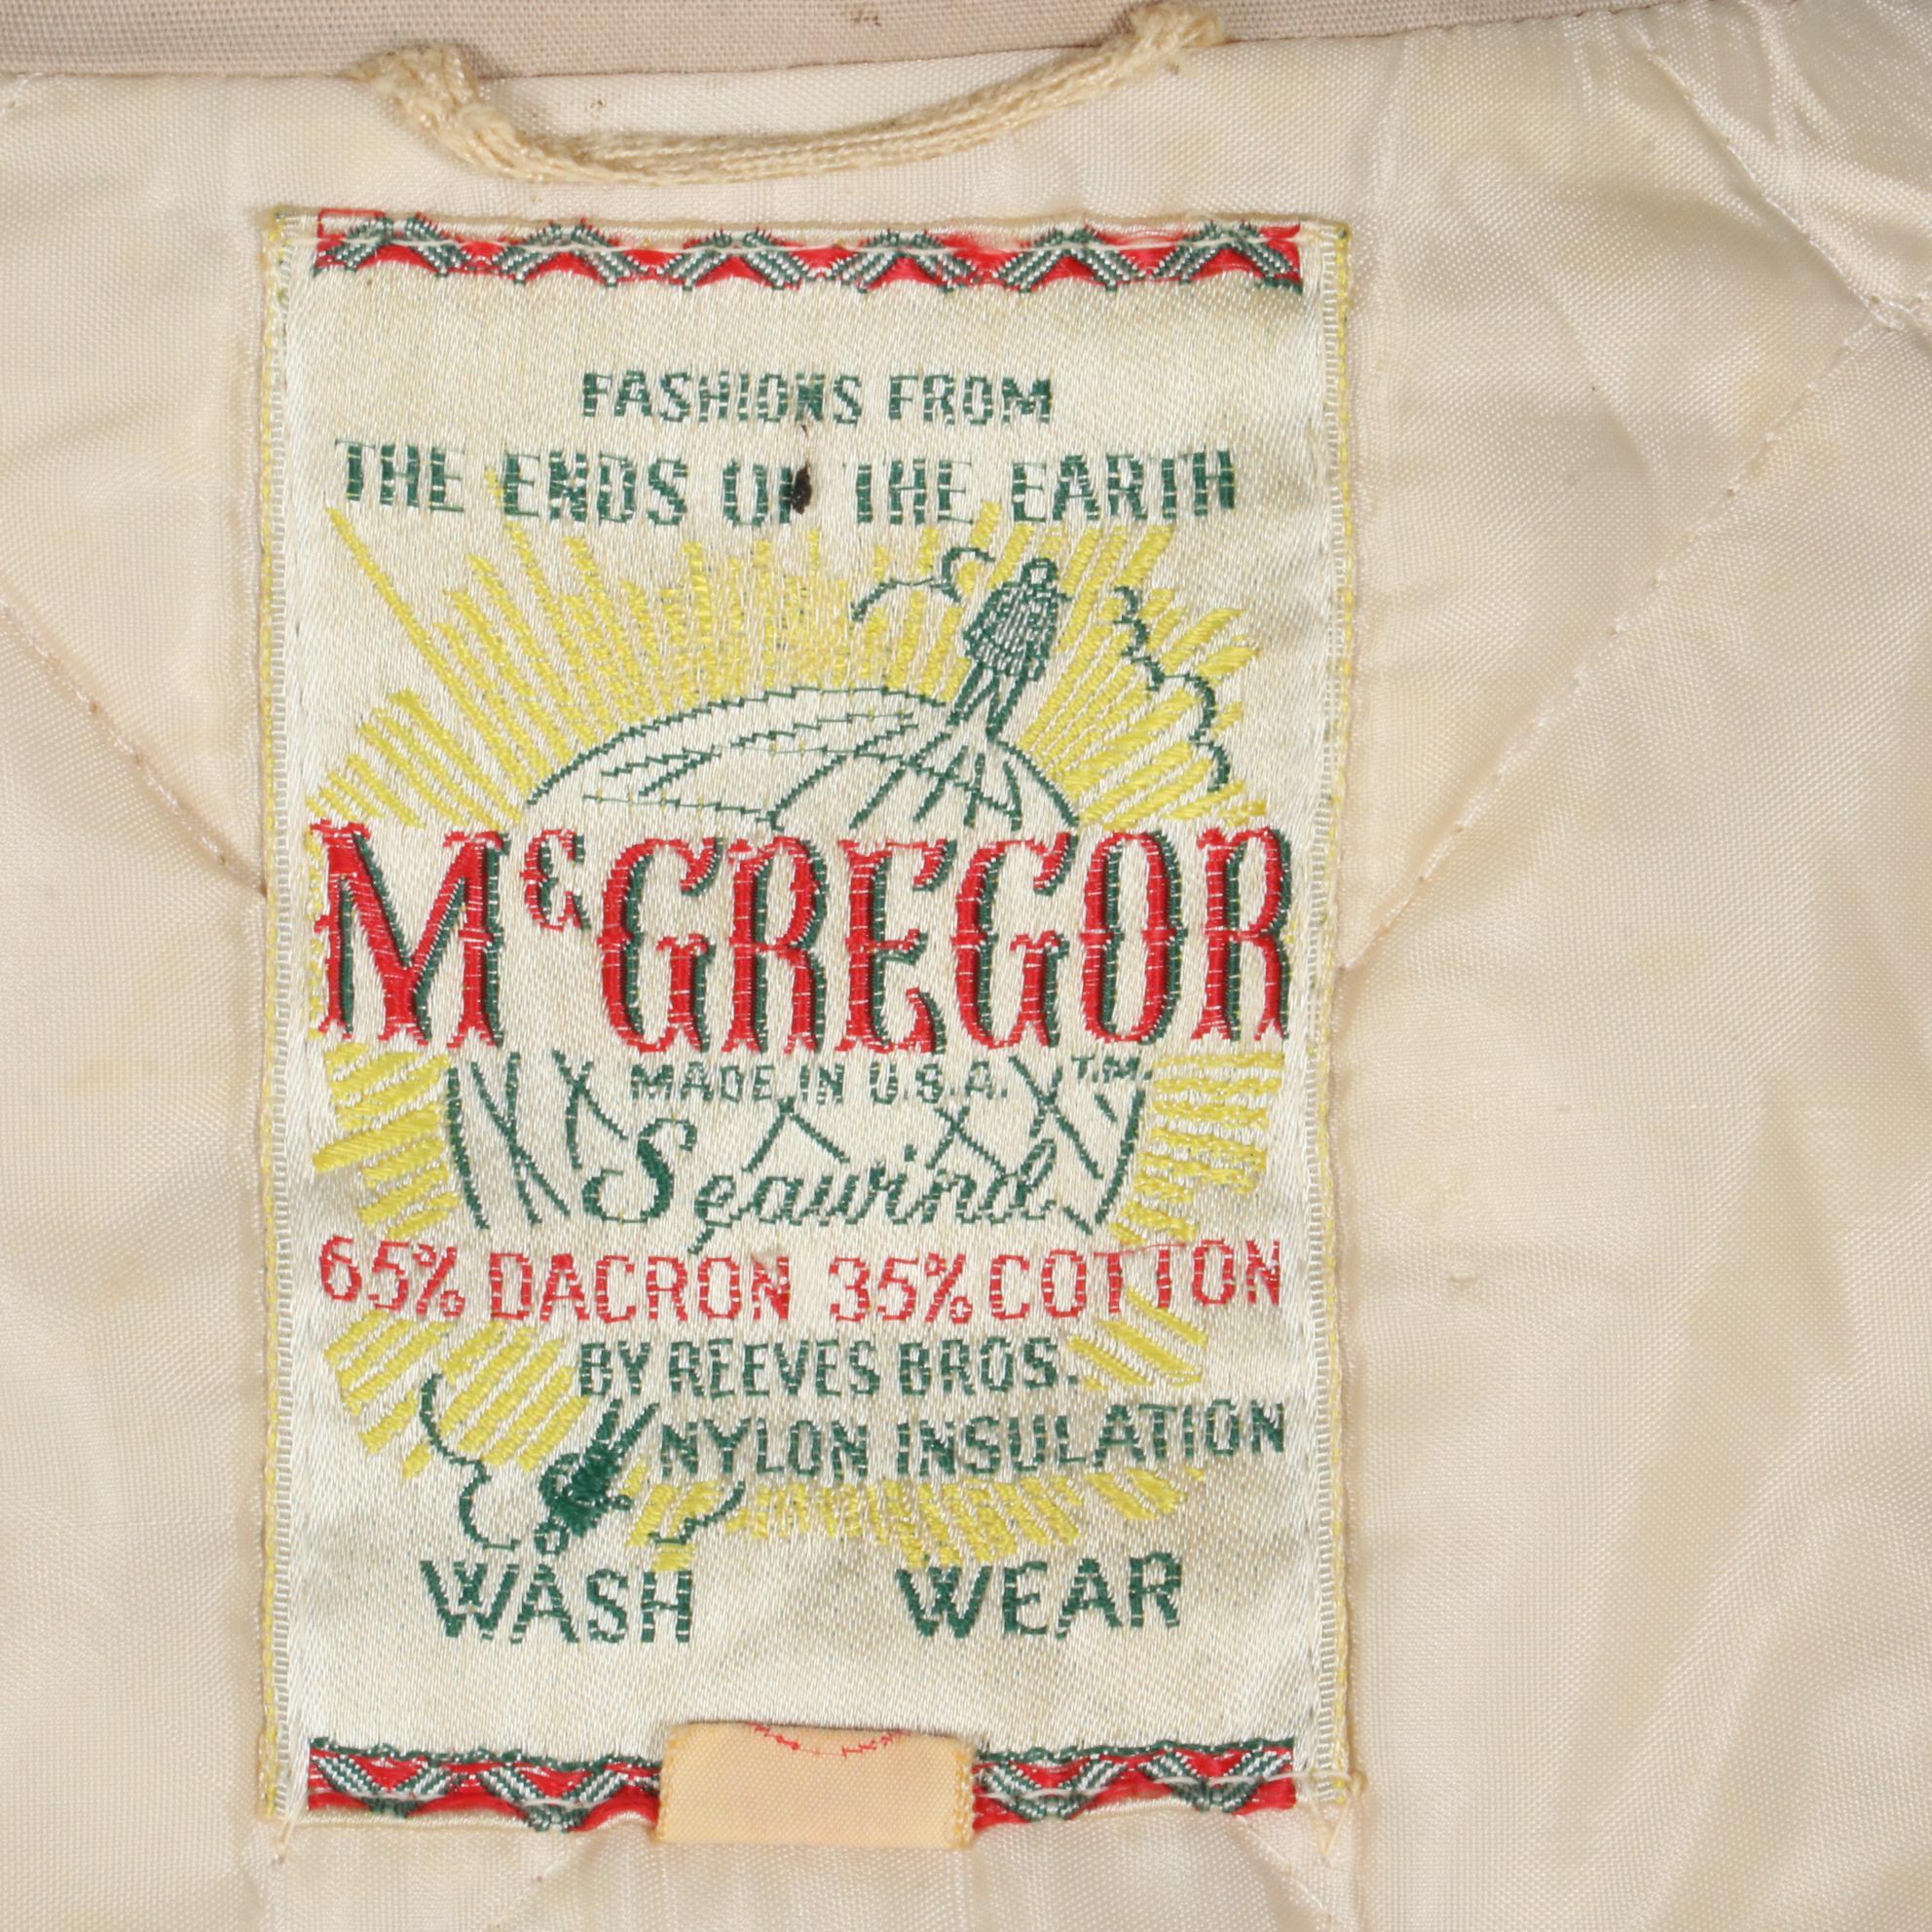 FASHIONS FROM
THE ENDS OF THE EARTH
McGREGOR
MADE IN U.S.A. T.M.
Seawind
65% DACRON 35% COTTON
BY REEVES BROS.
NYLON INSULATION
WASH WEAR